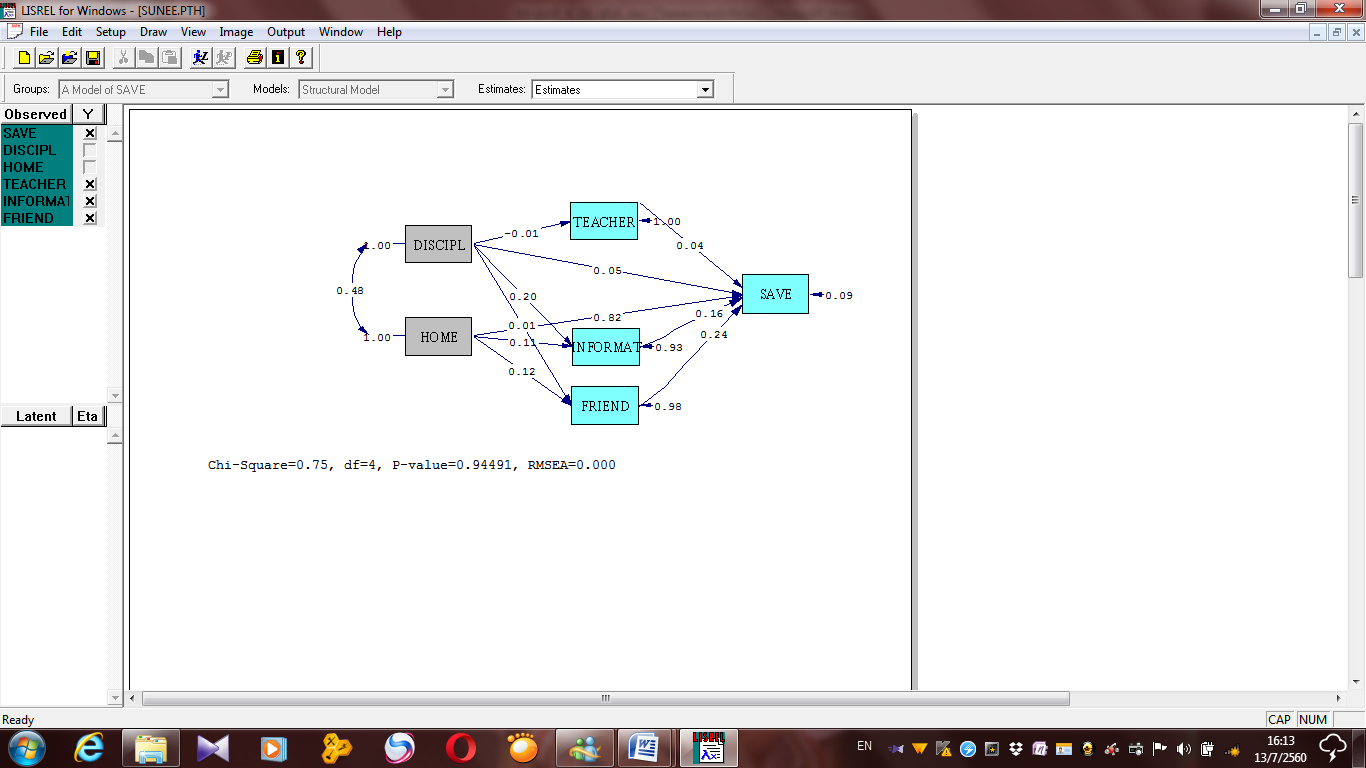 LISREL for Windows - [SUNEE.PTH]
File Edit Setup Draw View Image Output Window Help
Groups: A Model of SAVE Models: Structural Model Estimates: Estimates
Observed Y
SAVE
DISCIPL
HOME
TEACHER
INFORMAT
FRIEND
Latent Eta
TEACHER
1.00
-0.01
1.00
DISCIPL
0.04
0.05
0.48
0.20
SAVE
0.09
0.82
0.16
0.01
0.24
1.00
HOME
0.11
INFORMAT
0.93
0.12
FRIEND
0.98
Chi-Square=0.75, df=4, P-value=0.94491, RMSEA=0.000
Ready
CAP NUM
EN
16:13
13/7/2560